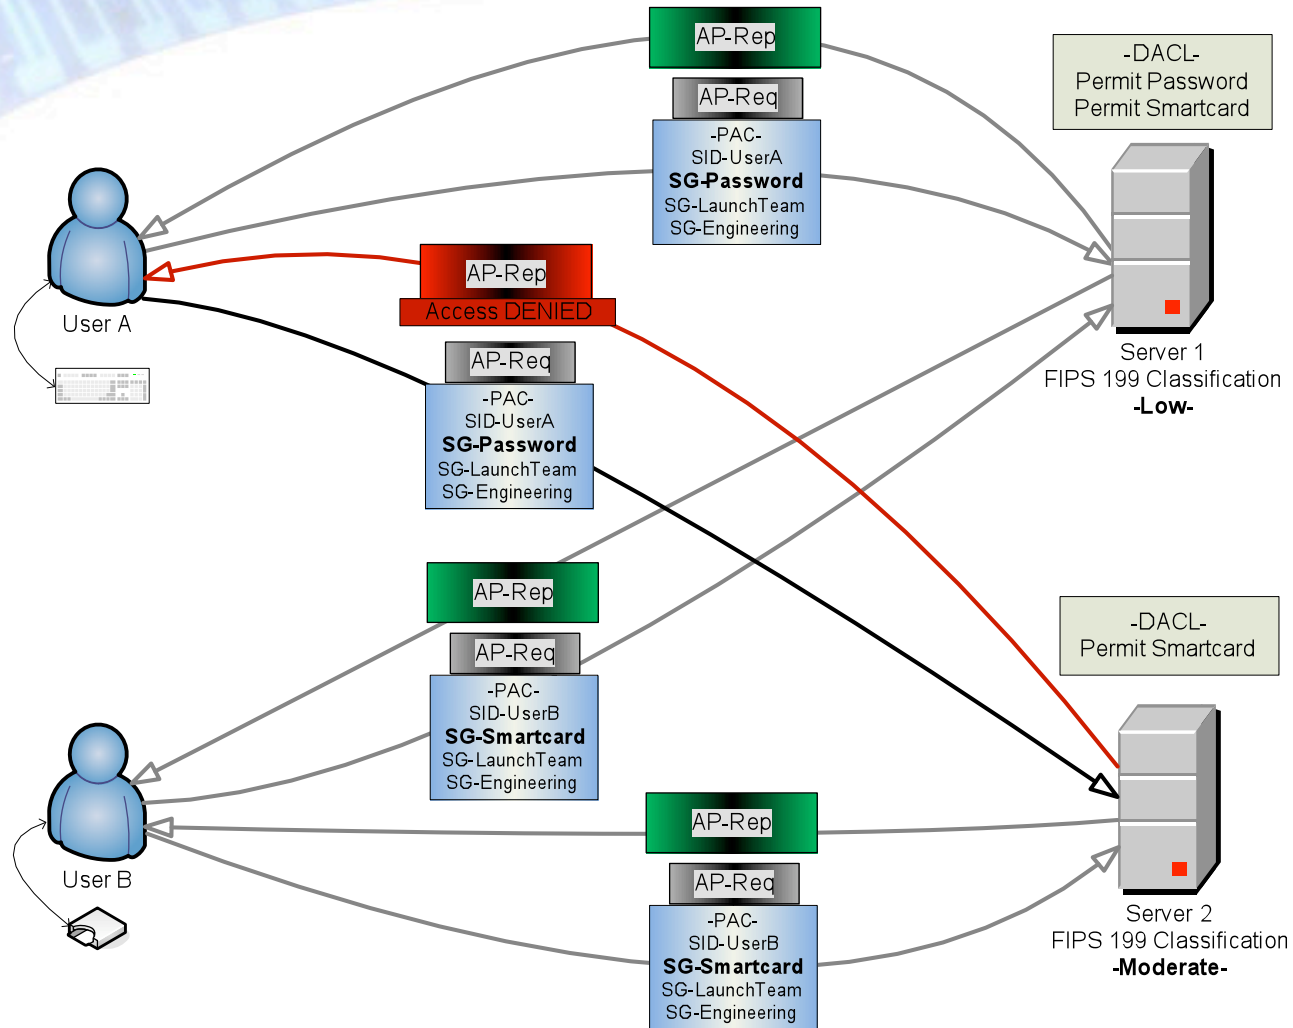 AP-Rep
AP-Req
-PAC-
SID-UserA
SG-Password
SG-LaunchTeam
SG-Engineering
-DACL-
Permit Password
Permit Smartcard
User A
AP-Rep
Access DENIED
AP-Req
-PAC-
SID-UserA
SG-Password
SG-LaunchTeam
SG-Engineering
Server 1
FIPS 199 Classification
-Low-
AP-Rep
AP-Req
-PAC-
SID-UserB
SG-Smartcard
SG-LaunchTeam
SG-Engineering
-DACL-
Permit Smartcard
User B
AP-Rep
AP-Req
-PAC-
SID-UserB
SG-Smartcard
SG-LaunchTeam
SG-Engineering
Server 2
FIPS 199 Classification
-Moderate-